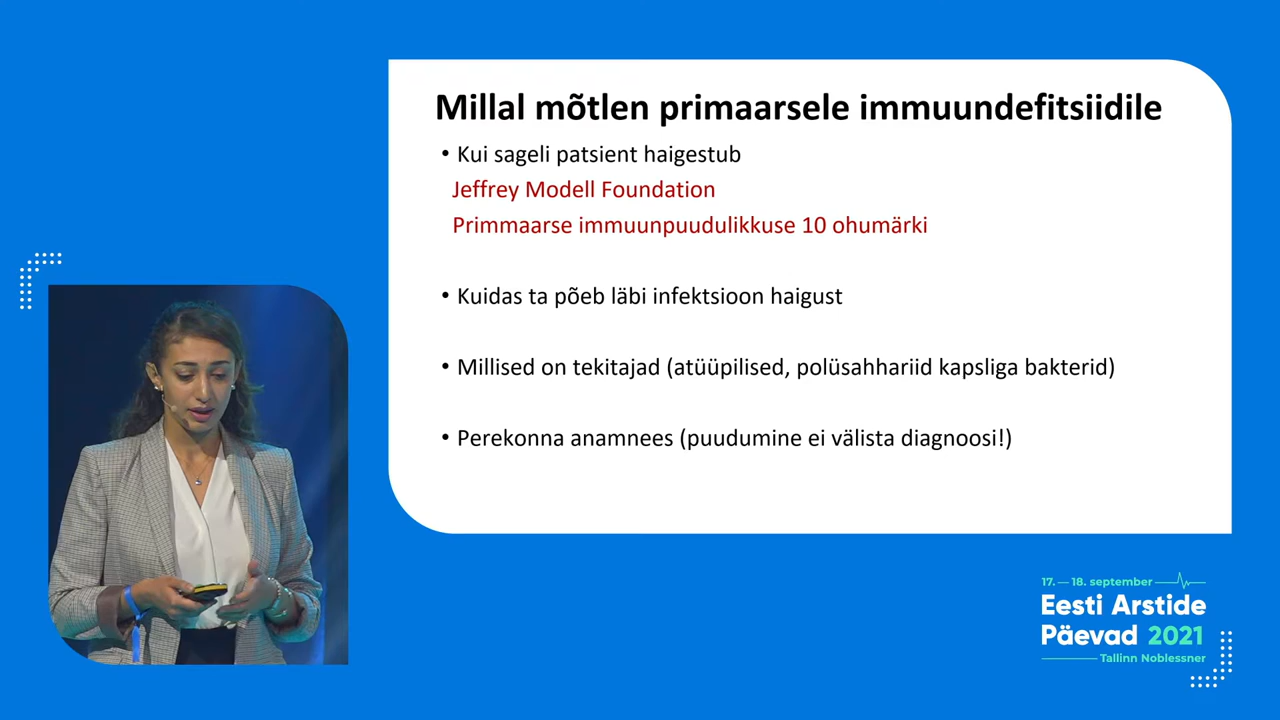 Millal mõtlen primaarsele immuundefitsiidile
• Kui sageli patsient haigestub
Jeffrey Modell Foundation
Primmaarse immuunpuudulikkuse 10 ohumärki
• Kuidas ta põeb läbi infektsioon haigust
• Millised on tekitajad (atüüpilised, polüsahhariid kapsliga bakterid)
• Perekonna anamnees (puudumine ei välista diagnoosi!)
17. — 18. september
Eesti Arstide
Päevad 2021
Tallinn Noblessner